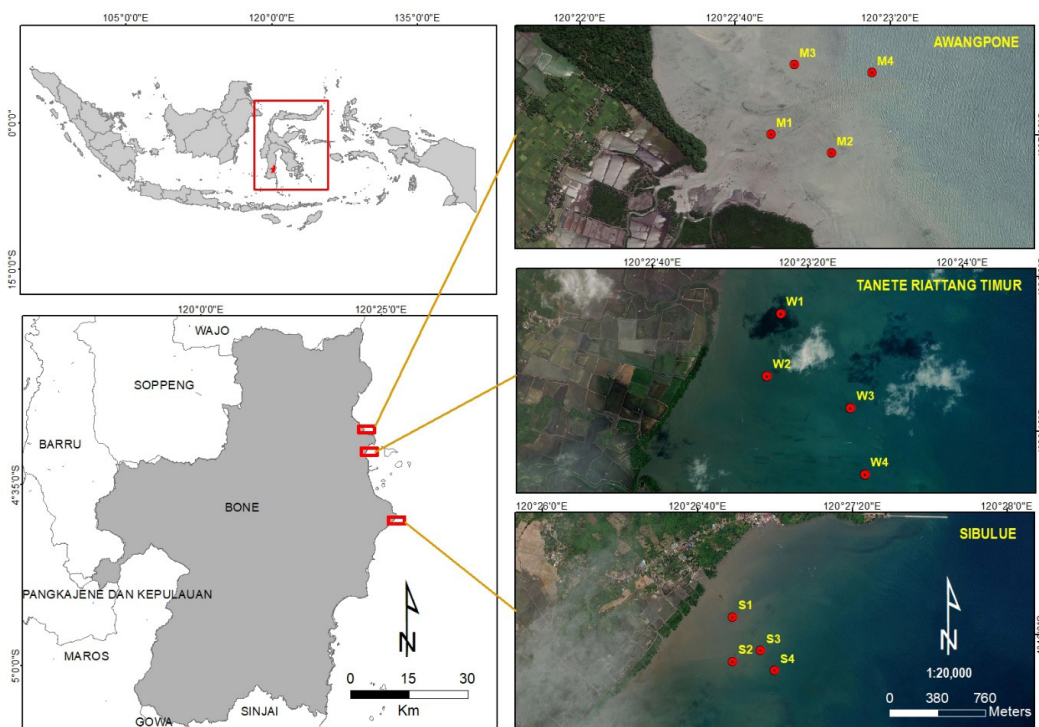 105°0'0"E 120°0'0"E 135°0'0"E
0°0'0"
15°0'0"S
120°0'0"E 120°25'0"E
4°35'0"S
5°0'0"S
WAJO
SOPPENG
BARRU
BONE
PANGKAJENE DAN KEPULAUAN
MAROS
GOWA
SINJAI
N
0 15 30
Km
120°22'0"E 120°22'40"E 120°23'20"E
AWANGPONE
M3
M4
M1
M2
120°22'40"E 120°23'20"E 120°24'0"E
TANETE RIATTANG TIMUR
W1
W2
W3
W4
120°26'0"E 120°26'40"E 120°27'20"E 120°28'0"E
SIBULUE
S1
S3
S2
S4
N
1:20,000
0 380 760
Meters